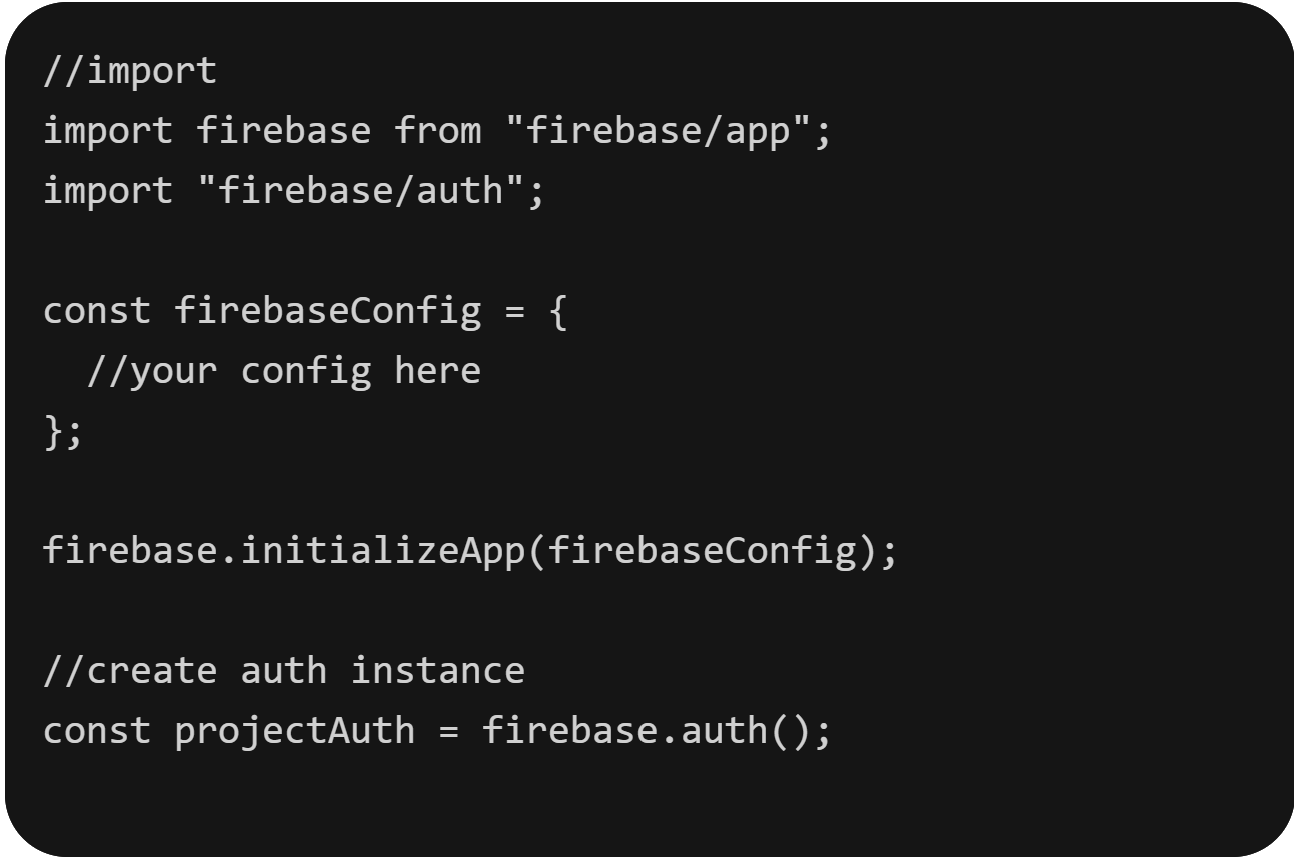 //import
import firebase from "firebase/app";
import "firebase/auth";
const firebaseConfig = {
  //your config here
};
firebase.initializeApp(firebaseConfig);
//create auth instance
const projectAuth = firebase.auth();